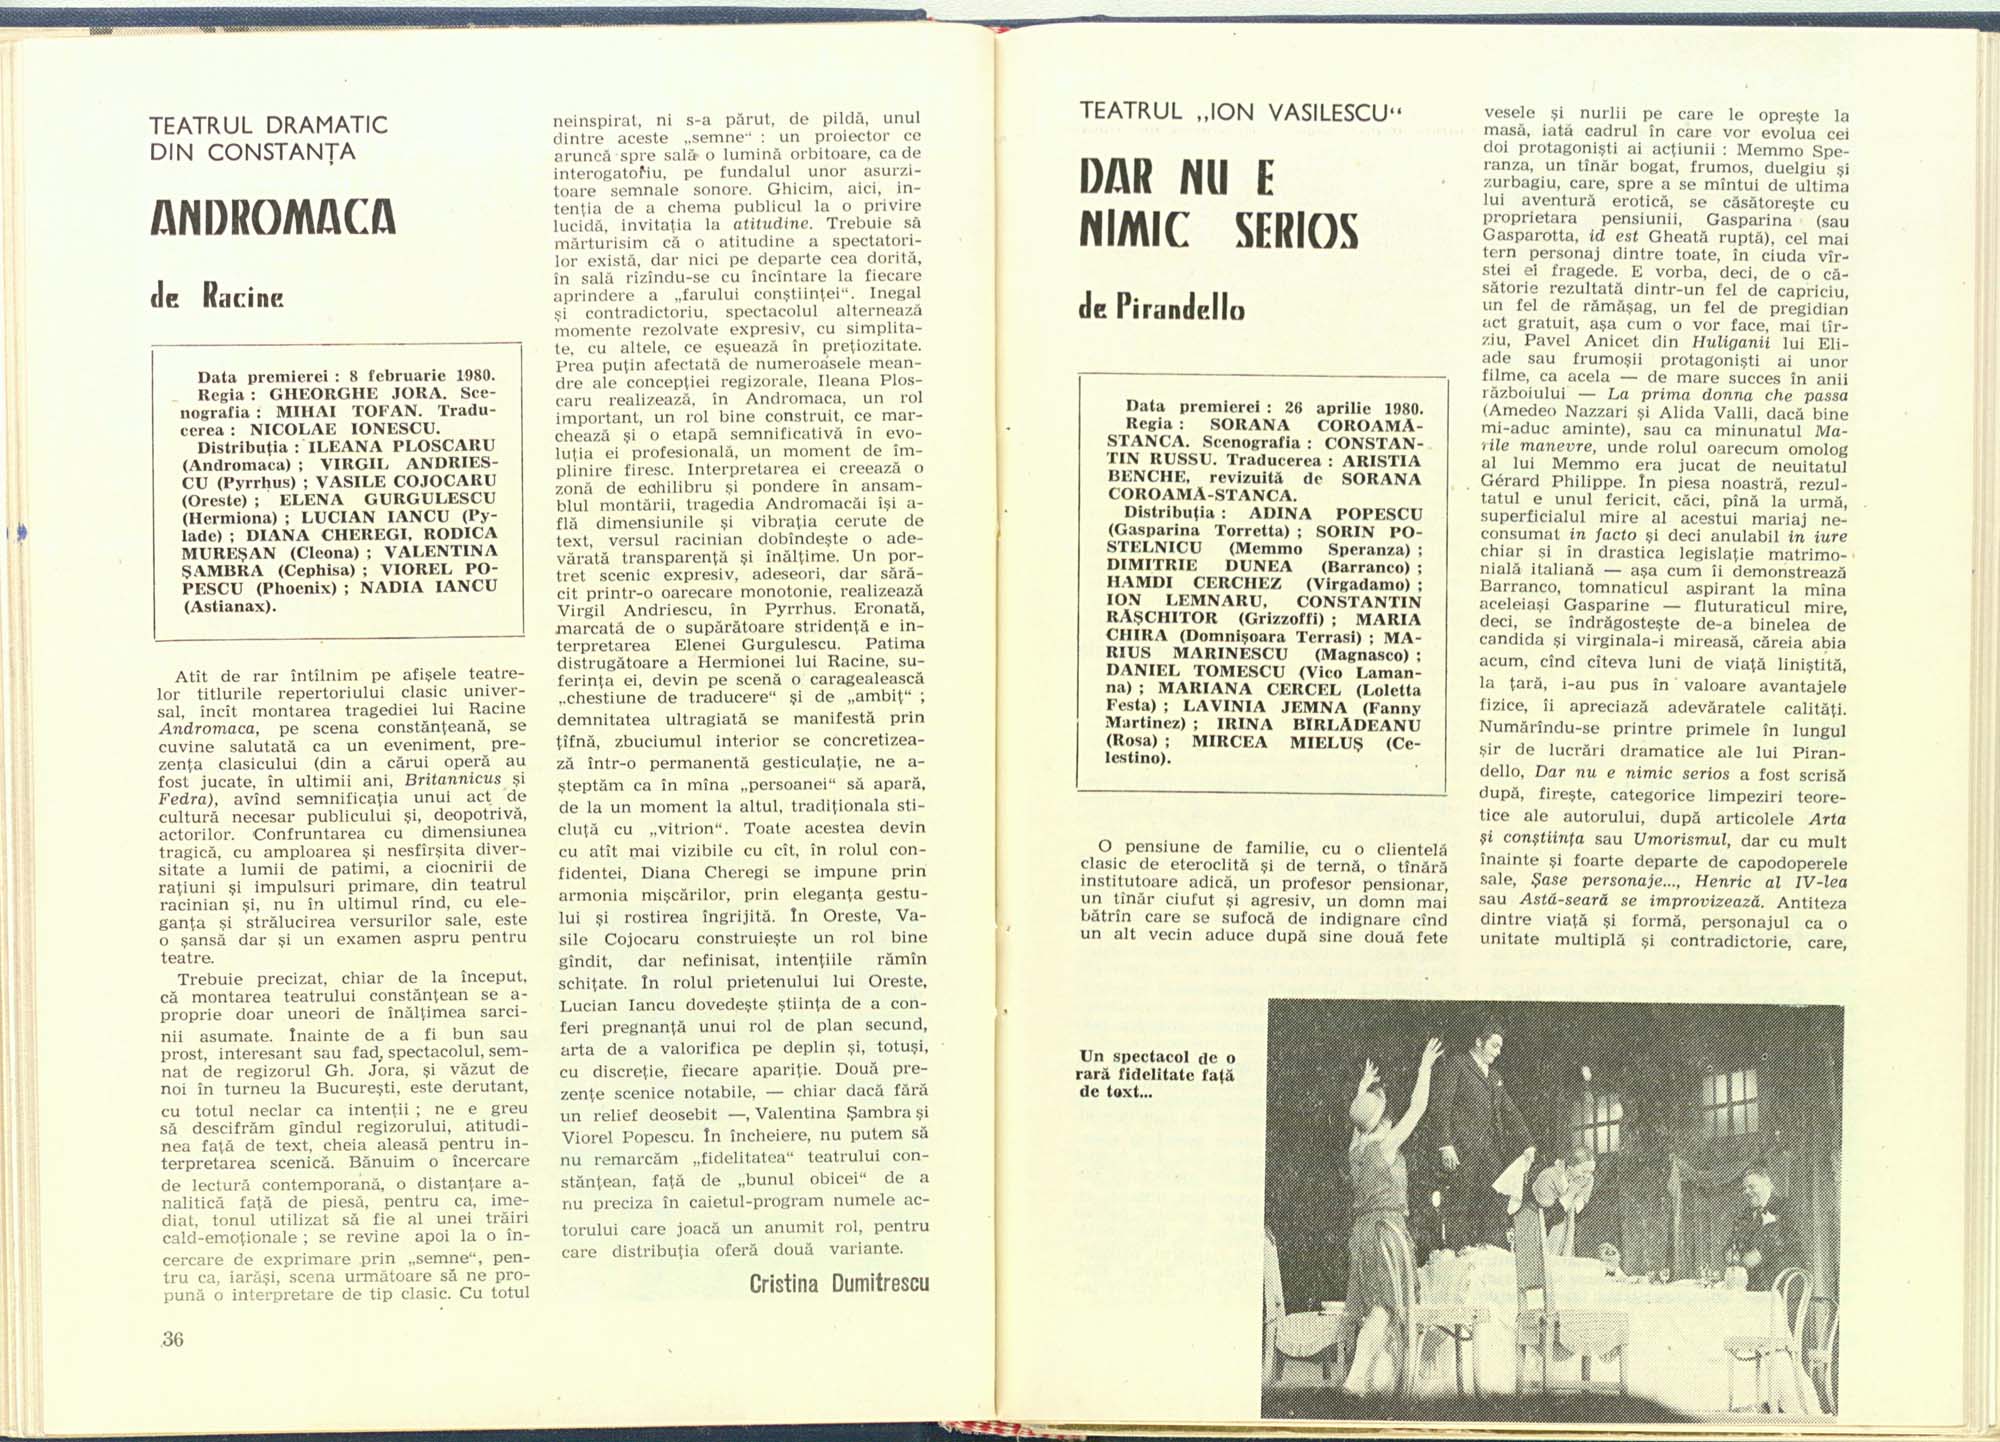 TEATRUL DRAMATIC
DIN CONSTANȚA
ANDROMACA
de Racine
Data premierei : 8 februarie 1980.
Regia : GHEORGHE JORA. Sce-
nografia : MIHAI TOFAN. Tradu-
cerea : NICOLAE IONESCU.
Distribuția : ILEANA PLOSCARU
(Andromaca) ; VIRGIL ANDRIES-
CU (Pyrrhus) ; VASILE COJOCARU
(Oreste) ; ELENA GURGULESCU
(Hermiona) ; LUCIAN IANCU (Py-
lade) ; DIANA CHEREGI, RODICA
MUREȘAN (Cleona) ; VALENTINA
ȘAMBRA (Cephisa) ; VIOREL PO-
PESCU (Phoenix) ; NADIA IANCU
(Astianax).
Atît de rar întîlnim pe afișele teatre-
lor titlurile repertoriului clasic univer-
sal, încît montarea tragediei lui Racine
Andromaca, pe scena constănțeană, se
cuvine salutată ca un eveniment, pre-
zența clasicului (din a cărui operă au
fost jucate, în ultimii ani, Britannicus și
Fedra), avînd semnificația unui act de
cultură necesar publicului și, deopotrivă,
actorilor. Confruntarea cu dimensiunea
tragică, cu amploarea și nesfîrșita diver-
sitate a lumii de patimi, a ciocnirii de
rațiuni și impulsuri primare, din teatrul
racinian și, nu în ultimul rînd, cu ele-
ganța și strălucirea versurilor sale, este
o șansă dar și un examen aspru pentru
teatre.
Trebuie precizat, chiar de la început,
că montarea teatrului constănțean se a-
proprie doar uneori de înălțimea sarci-
nii asumate. Înainte de a fi bun sau
prost, interesant sau fad, spectacolul, sem-
nat de regizorul Gh. Jora, și văzut de
noi în turneu la București, este derutant,
cu totul neclar ca intenții ; ne e greu
să descifrăm gîndul regizorului, atitudi-
nea față de text, cheia aleasă pentru in-
terpretarea scenică. Bănuim o încercare
de lectură contemporană, o distanțare a-
nalitică față de piesă, pentru ca, ime-
diat, tonul utilizat să fie al unei trăiri
cald-emoționale ; se revine apoi la o în-
cercare de exprimare prin „semne“, pen-
tru ca, iarăși, scena următoare să ne pro-
pună o interpretare de tip clasic. Cu totul
36
neinspirat, ni s-a părut, de pildă, unul
dintre aceste „semne“ : un proiector ce
aruncă spre sală o lumină orbitoare, ca de
interogatoriu, pe fundalul unor asurzi-
toare semnale sonore. Ghicim, aici, in-
tenția de a chema publicul la o privire
lucidă, invitația la atitudine. Trebuie să
mărturisim că o atitudine a spectatori-
lor există, dar nici pe departe cea dorită,
în sală rizîndu-se cu încîntare la fiecare
aprindere a „farului conștiinței“. Inegal
și contradictoriu, spectacolul alternează
momente rezolvate expresiv, cu simplita-
te, cu altele, ce eșuează în prețiozitate.
Prea puțin afectată de numeroasele mean-
dre ale concepției regizorale, Ileana Plos-
caru realizează, în Andromaca, un rol
important, un rol bine construit, ce mar-
chează și o etapă semnificativă în evo-
luția ei profesională, un moment de îm-
plinire firesc. Interpretarea ei creează o
zonă de echilibru și pondere în ansam-
blul montării, tragedia Andromacăi își a-
flă dimensiunile și vibrația cerute de
text, versul racinian dobîndește o ade-
vărată transparență și înălțime. Un por-
tret scenic expresiv, adeseori, dar sără-
cit printr-o oarecare monotonie, realizează
Virgil Andriescu, în Pyrrhus. Eronată,
marcată de o supărătoare stridență e in-
terpretarea Elenei Gurgulescu. Patima
distrugătoare a Hermionei lui Racine, su-
ferința ei, devin pe scenă o caragealească
„chestiune de traducere“ și de „ambiț“ ;
demnitatea ultragiată se manifestă prin
țîfnă, zbuciumul interior se concretizea-
ză într-o permanentă gesticulație, ne a-
șteptăm ca în mîna „persoanei“ să apară,
de la un moment la altul, tradiționala sti-
cluță cu „vitrion“. Toate acestea devin
cu atît mai vizibile cu cît, în rolul con-
fidentei, Diana Cheregi se impune prin
armonia mișcărilor, prin eleganța gestu-
lui și rostirea îngrijită. În Oreste, Va-
sile Cojocaru construiește un rol bine
gîndit, dar nefinisat, intențiile rămîn
schițate. În rolul prietenului lui Oreste,
Lucian Iancu dovedește știința de a con-
feri pregnanță unui rol de plan secund,
arta de a valorifica pe deplin și, totuși,
cu discreție, fiecare apariție. Două pre-
zențe scenice notabile, — chiar dacă fără
un relief deosebit —, Valentina Șambra și
Viorel Popescu. În încheiere, nu putem să
nu remarcăm „fidelitatea“ teatrului con-
stănțean, față de „bunul obicei“ de a
nu preciza în caietul-program numele ac-
torului care joacă un anumit rol, pentru
care distribuția oferă două variante.
Cristina Dumitrescu
TEATRUL „ION VASILESCU“
DAR NU E
NIMIC SERIOS
de Pirandello
Data premierei : 26 aprilie 1980.
Regia : SORANA COROAMĂ-
STANCA. Scenografia : CONSTAN-
TIN RUSSU. Traducerea : ARISTIA
BENCHE, revizuită de SORANA
COROAMĂ-STANCA.
Distribuția : ADINA POPESCU
(Gasparina Torretta) ; SORIN PO-
STELNICU (Memmo Speranza) ;
DIMITRIE DUNEA (Barranco) ;
HAMDI CERCHEZ (Virgadamo) ;
ION LEMNARU, CONSTANTIN
RĂȘCHITOR (Grizzoffi) ; MARIA
CHIRA (Domnișoara Terrasi) ; MA-
RIUS MARINESCU (Magnasco) ;
DANIEL TOMESCU (Vico Laman-
na) ; MARIANA CERCEL (Loletta
Festa) ; LAVINIA JEMNA (Fanny
Martinez) ; IRINA BÎRLĂDEANU
(Rosa) ; MIRCEA MIELUȘ (Ce-
lestino).
O pensiune de familie, cu o clientelă
clasic de eteroclită și de ternă, o tînără
institutoare adică, un profesor pensionar,
un tînăr ciufut și agresiv, un domn mai
bătrîn care se sufocă de indignare cînd
un alt vecin aduce după sine două fete
vesele și nurlii pe care le oprește la
masă, iată cadrul în care vor evolua cei
doi protagoniști ai acțiunii : Memmo Spe-
ranza, un tînăr bogat, frumos, duelgiu și
zurbagiu, care, spre a se mîntui de ultima
lui aventură erotică, se căsătorește cu
proprietara pensiunii, Gasparina (sau
Gasparotta, id est Gheată ruptă), cel mai
tern personaj dintre toate, în ciuda vîr-
stei ei fragede. E vorba, deci, de o că-
sătorie rezultată dintr-un fel de capriciu,
un fel de rămășag, un fel de pregidian
act gratuit, așa cum o vor face, mai tîr-
ziu, Pavel Anicet din Huliganii lui Eli-
ade sau frumoșii protagoniști ai unor
filme, ca acela — de mare succes în anii
războiului — La prima donna che passa
(Amedeo Nazzari și Alida Valli, dacă bine
mi-aduc aminte), sau ca minunatul Ma-
rile manevre, unde rolul oarecum omolog
al lui Memmo era jucat de neuitatul
Gérard Philippe. În piesa noastră, rezul-
tatul e unul fericit, căci, pînă la urmă,
superficialul mire al acestui mariaj ne-
consumat in facto și deci anulabil in iure
chiar și în drastica legislație matrimo-
nială italiană — așa cum îi demonstrează
Barranco, tomnaticul aspirant la mîna
aceleiași Gasparine — fluturaticul mire,
deci, se îndrăgostește de-a binelea de
candida și virginala-i mireasă, căreia abia
acum, cînd cîteva luni de viață liniștită,
la țară, i-au pus în valoare avantajele
fizice, îi apreciază adevăratele calități.
Numărîndu-se printre primele în lungul
șir de lucrări dramatice ale lui Piran-
dello, Dar nu e nimic serios a fost scrisă
după, firește, categorice limpeziri teore-
tice ale autorului, după articolele Arta
și conștiința sau Umorismul, dar cu mult
înainte și foarte departe de capodoperele
sale, Șase personaje..., Henric al IV-lea
sau Astă-seară se improvizează. Antiteza
dintre viață și formă, personajul ca o
unitate multiplă și contradictorie, care,
Un spectacol de o
rară fidelitate față
de toxt...